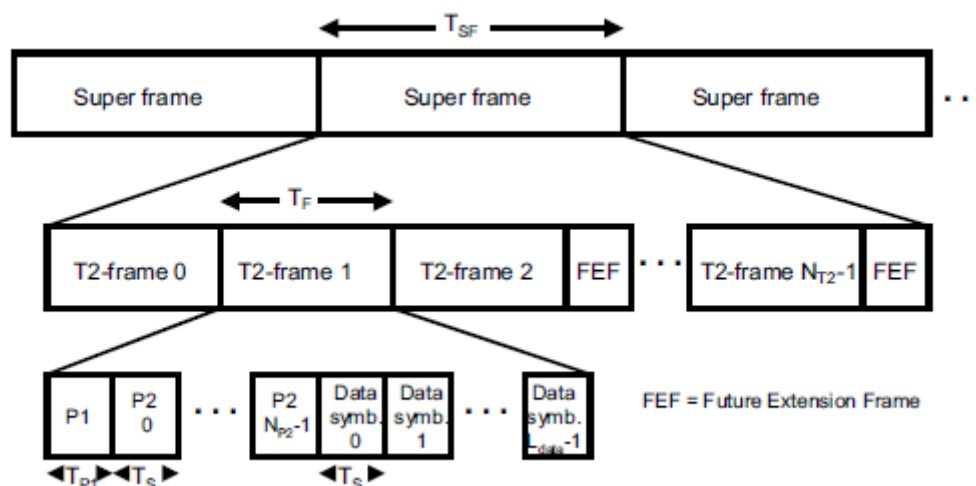 T_SF
Super frame Super frame Super frame . .
T_F
T2-frame 0 T2-frame 1 T2-frame 2 FEF . . . T2-frame N_T2-1 FEF
P1
P2
0
. . .
P2
N_P2-1
Data
symb.
0
Data
symb.
1
. . .
Data
symb.
L_data-1
FEF = Future Extension Frame
T_P1 T_S T_S